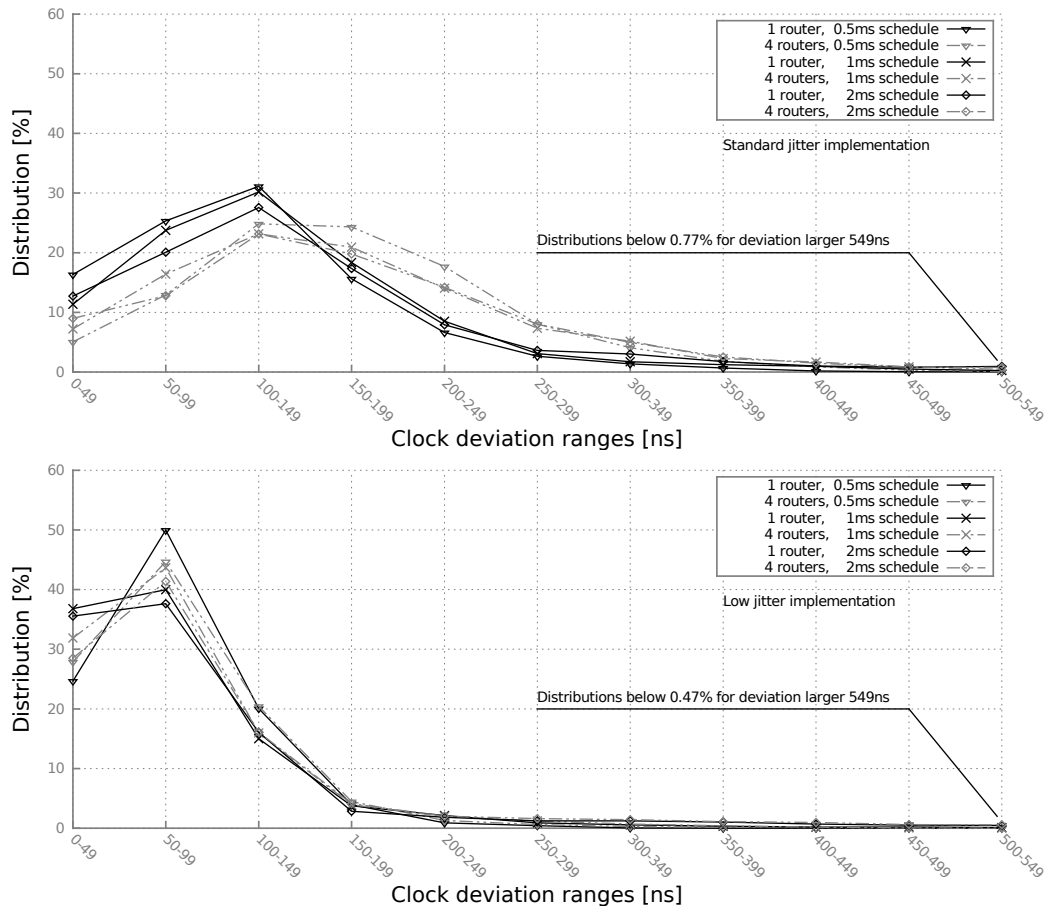 60
50
40
30
20
10
0
Distribution [%]
1 router, 0.5ms schedule
4 routers, 0.5ms schedule
1 router, 1ms schedule
4 routers, 1ms schedule
1 router, 2ms schedule
4 routers, 2ms schedule
Standard jitter implementation
Distributions below 0.77% for deviation larger 549ns
0-49
50-99
100-149
150-199
200-249
250-299
300-349
350-399
400-449
450-499
500-549
Clock deviation ranges [ns]
60
50
40
30
20
10
0
Distribution [%]
1 router, 0.5ms schedule
4 routers, 0.5ms schedule
1 router, 1ms schedule
4 routers, 1ms schedule
1 router, 2ms schedule
4 routers, 2ms schedule
Low jitter implementation
Distributions below 0.47% for deviation larger 549ns
0-49
50-99
100-149
150-199
200-249
250-299
300-349
350-399
400-449
450-499
500-549
Clock deviation ranges [ns]